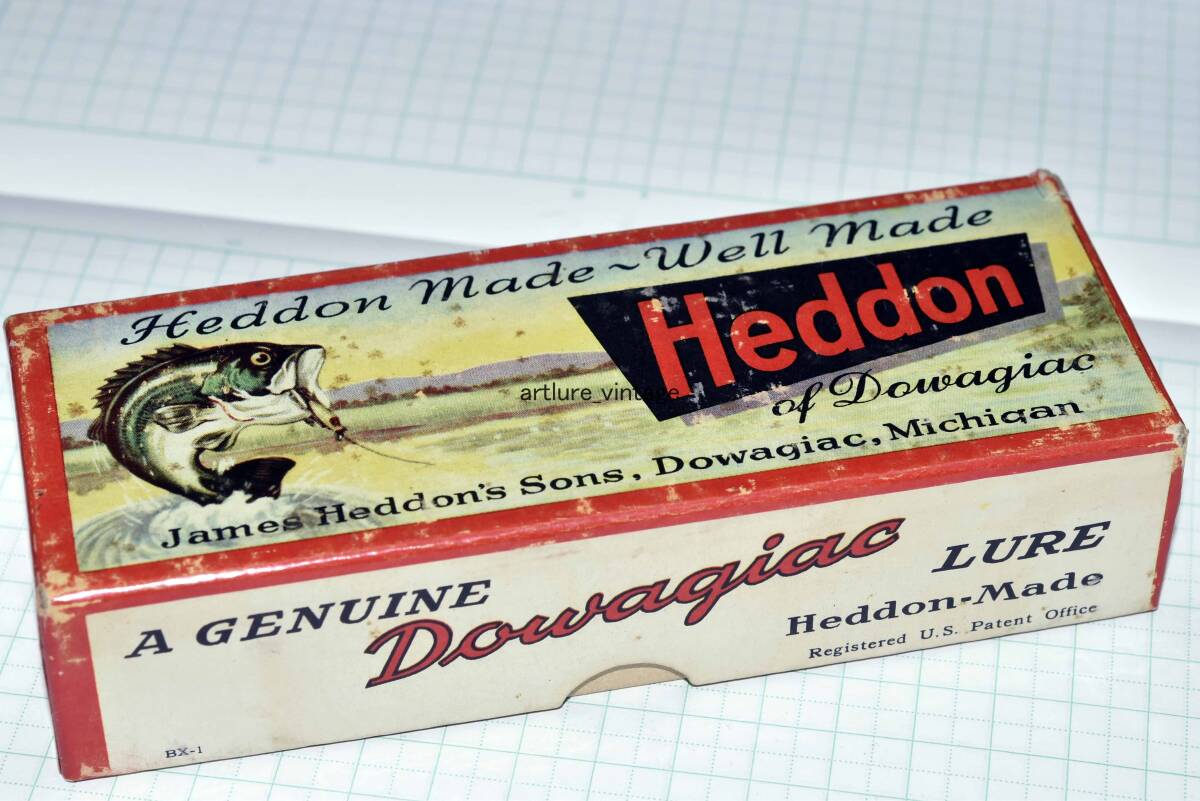 Heddon Made ~ Well Made
Heddon
of Dowagiac
James Heddon's Sons, Dowagiac, Michigan
artlure_vintage
A GENUINE Dowagiac LURE
Heddon-Made
Registered U.S. Patent Office
BX-1